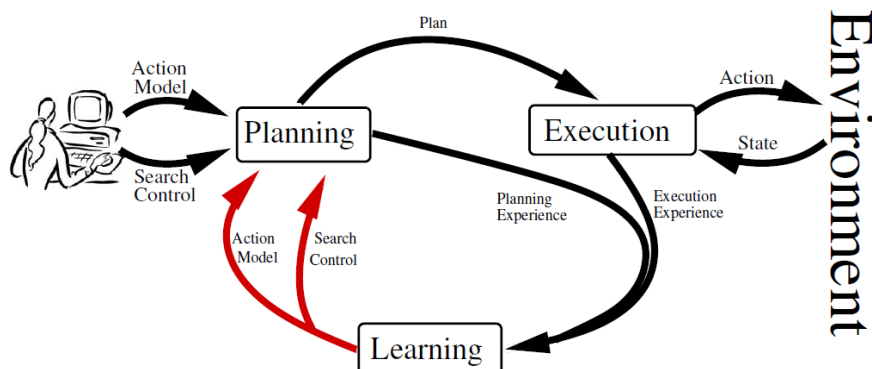 Plan
Action
Model
Planning
Search
Control
Execution
Action
State
Environment
Planning
Experience
Execution
Experience
Action
Model
Search
Control
Learning